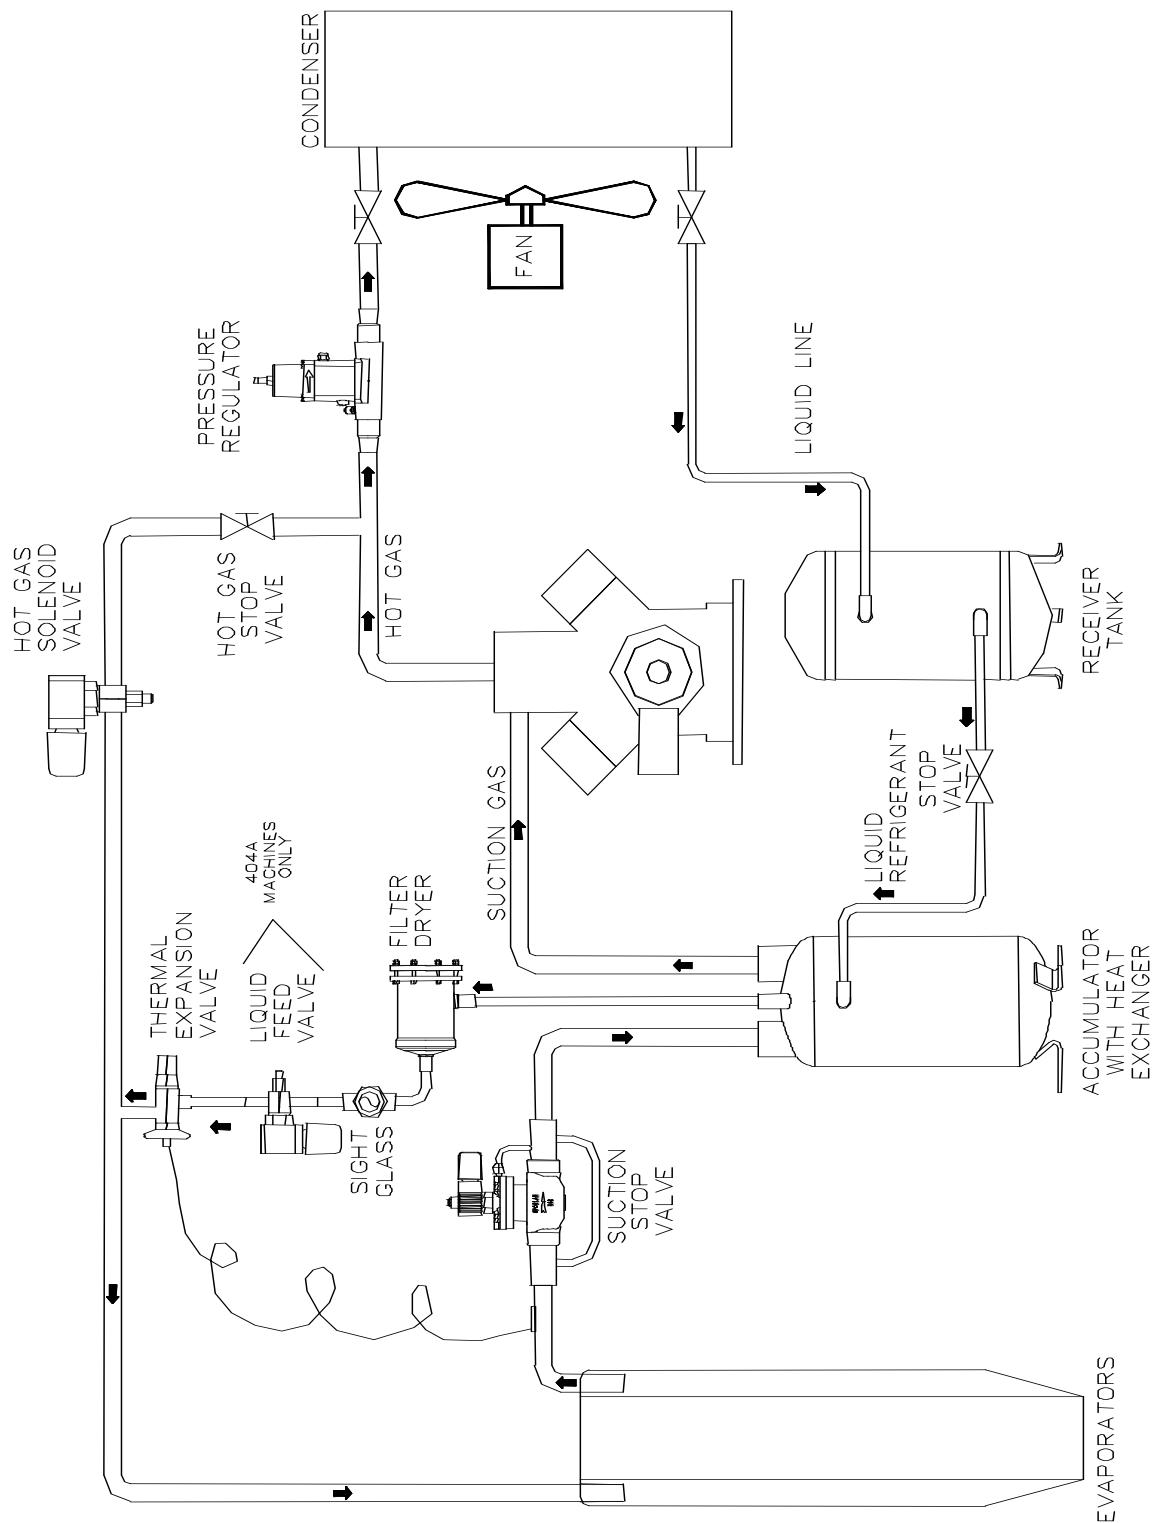 HOT GAS
SOLENOID
VALVE
THERMAL
EXPANSION
VALVE
LIQUID
FEED
VALVE
404A
MACHINES
ONLY
HOT GAS
STOP
VALVE
PRESSURE
REGULATOR
CONDENSER
SIGHT
GLASS
FILTER
DRYER
HOT GAS
SUCTION GAS
FAN
SUCTION
STOP
VALVE
LIQUID LINE
LIQUID
REFRIGERANT
STOP
VALVE
EVAPORATORS
ACCUMULATOR
WITH HEAT
EXCHANGER
RECEIVER
TANK